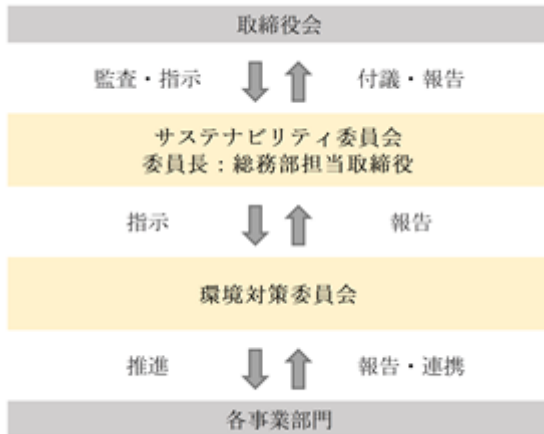 取締役会
監査・指示 付議・報告
サステナビリティ委員会
委員長：総務部担当取締役
指示 報告
環境対策委員会
推進 報告・連携
各事業部門